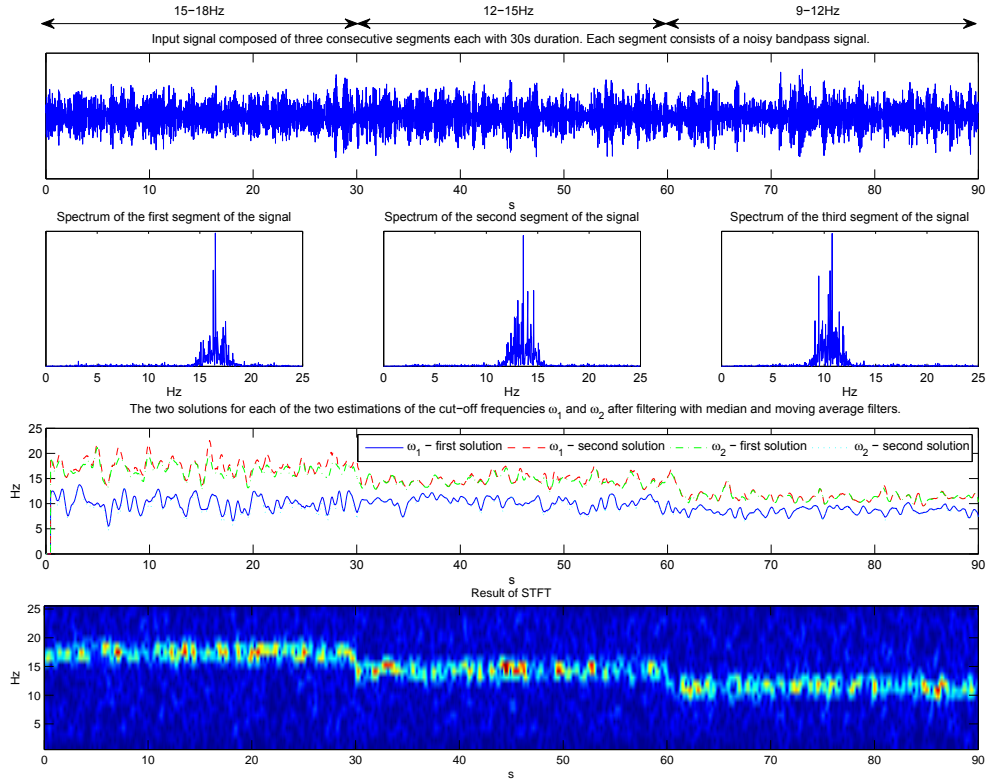 15−18Hz 12−15Hz 9−12Hz
Input signal composed of three consecutive segments each with 30s duration. Each segment consists of a noisy bandpass signal.
0 10 20 30 40 50 60 70 80 90
s
Spectrum of the first segment of the signal
0 5 10 15 20 25
Hz
Spectrum of the second segment of the signal
0 5 10 15 20 25
Hz
Spectrum of the third segment of the signal
0 5 10 15 20 25
Hz
The two solutions for each of the two estimations of the cut−off frequencies ω1 and ω2 after filtering with median and moving average filters.
25
20
15
10
5
0
Hz
ω1 − first solution ω1 − second solution ω2 − first solution ω2 − second solution
0 10 20 30 40 50 60 70 80 90
s
Result of STFT
25
20
15
10
5
Hz
0 10 20 30 40 50 60 70 80 90
s